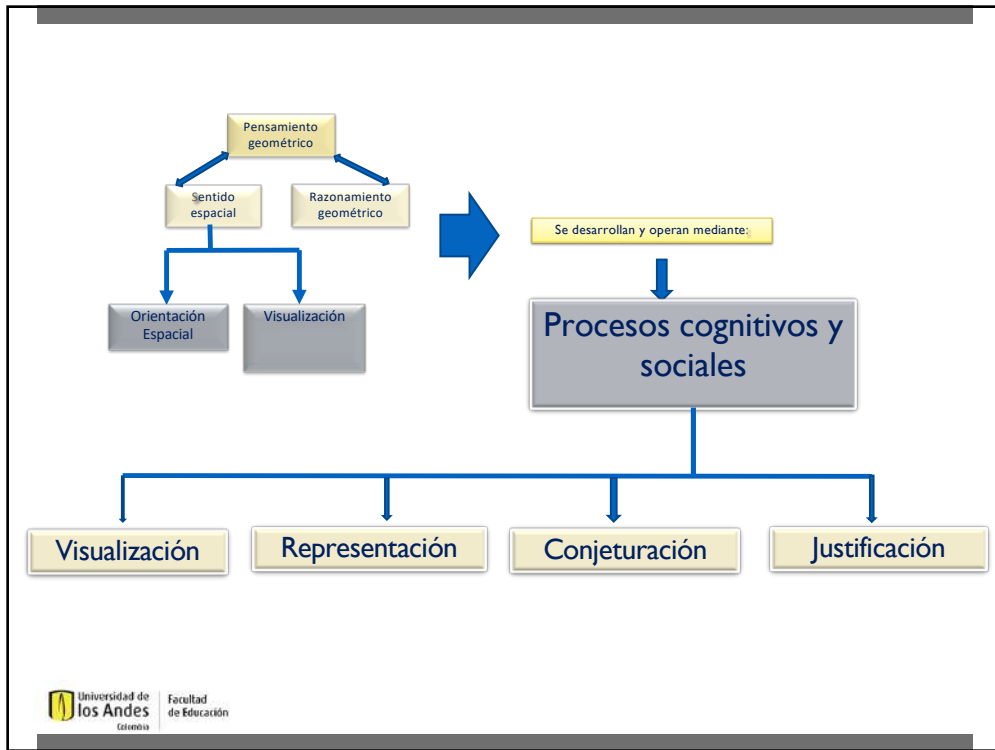 Pensamiento
geométrico
Sentido
espacial
Razonamiento
geométrico
Se desarrollan y operan mediante:
Orientación
Espacial
Visualización
Procesos cognitivos y
sociales
Visualización
Representación
Conjeturación
Justificación
Universidad de
los Andes
Colombia
Facultad
de Educación